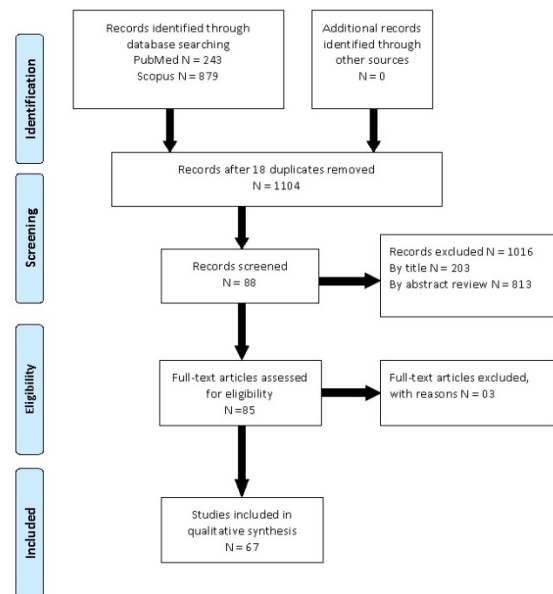 Identification
Records identified through
database searching
PubMed N = 243
Scopus N = 879
Additional records
identified through
other sources
N = 0
Records after 18 duplicates removed
N = 1104
Screening
Records screened
N = 88
Records excluded N = 1016
By title N = 203
By abstract review N = 813
Eligibility
Full-text articles assessed
for eligibility
N =85
Full-text articles excluded,
with reasons N = 03
Included
Studies included in
qualitative synthesis
N = 67